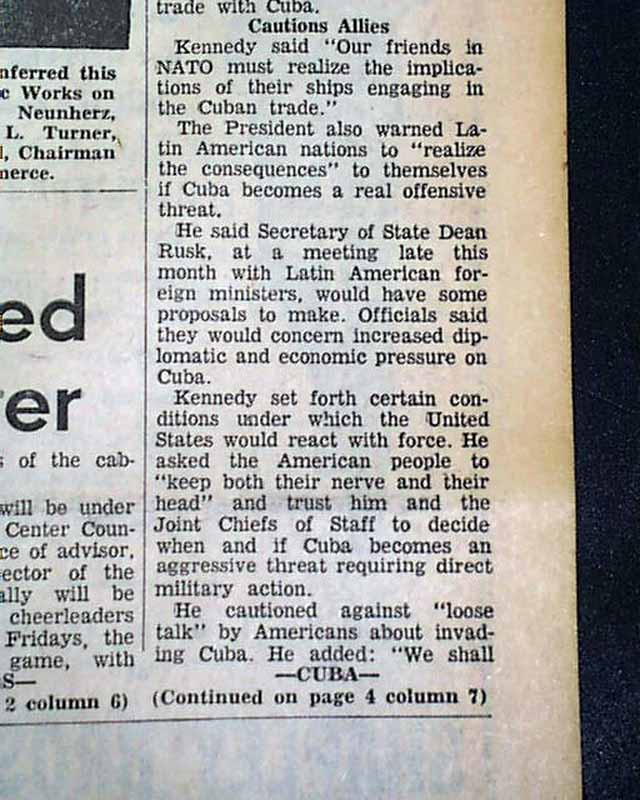 nferred this
c Works on
Neunherz,
L. Turner,
, Chairman
nerce.
ed
er
s of the cab-
will be under
Center Coun-
ce of advisor,
ector of the
ally will be
cheerleaders
Fridays, the
game, with
S—
2 column 6)
trade with Cuba.
Cautions Allies
Kennedy said "Our friends in
NATO must realize the implica-
tions of their ships engaging in
the Cuban trade."
The President also warned La-
tin American nations to "realize
the consequences" to themselves
if Cuba becomes a real offensive
threat.
He said Secretary of State Dean
Rusk, at a meeting late this
month with Latin American for-
eign ministers, would have some
proposals to make. Officials said
they would concern increased dip-
lomatic and economic pressure on
Cuba.
Kennedy set forth certain con-
ditions under which the United
States would react with force. He
asked the American people to
"keep both their nerve and their
head" and trust him and the
Joint Chiefs of Staff to decide
when and if Cuba becomes an
aggressive threat requiring direct
military action.
He cautioned against "loose
talk" by Americans about invad-
ing Cuba. He added: "We shall
—CUBA—
(Continued on page 4 column 7)